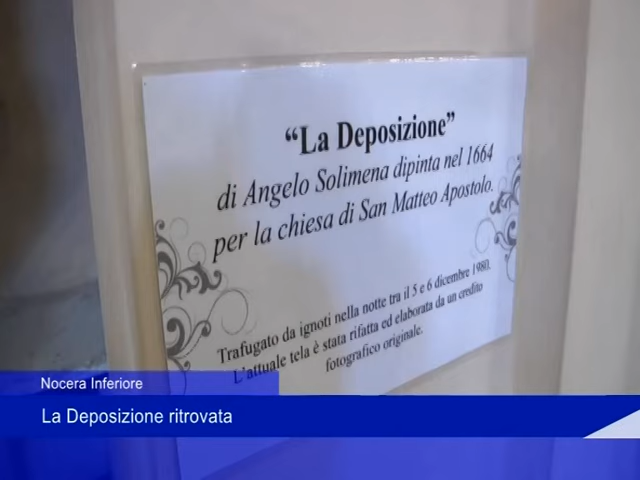 “La Deposizione”
di Angelo Solimena dipinta nel 1664
per la chiesa di San Matteo Apostolo.
Trafugato da ignoti nella notte tra il 5 e 6 dicembre 1980.
L’attuale tela è stata rifatta ed elaborata da un credito
fotografico originale.
Nocera Inferiore
La Deposizione ritrovata